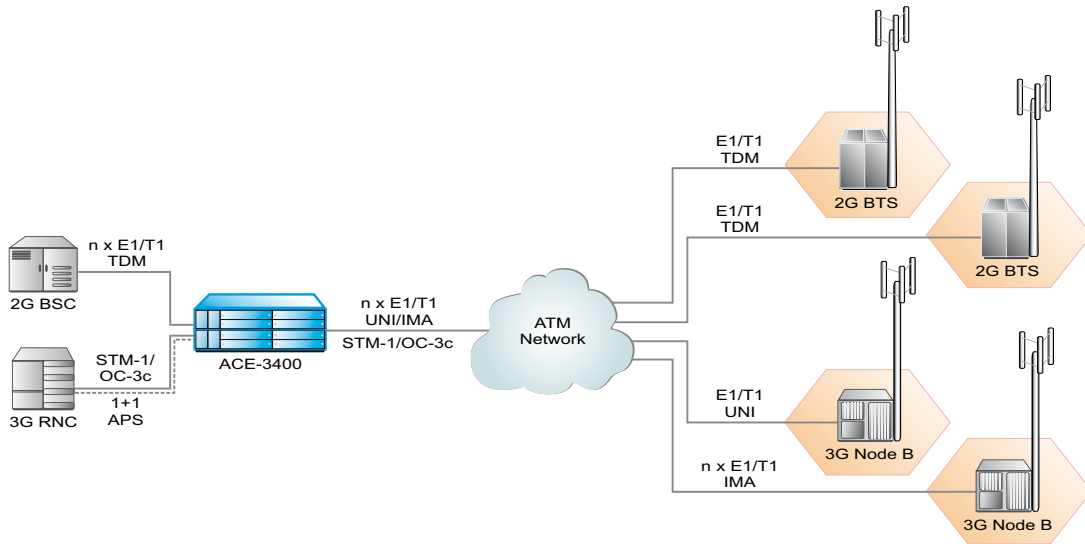 n x E1/T1
TDM
2G BSC
STM-1/
OC-3c
1+1
APS
3G RNC
ACE-3400
n x E1/T1
UNI/IMA
STM-1/OC-3c
ATM
Network
E1/T1
TDM
2G BTS
E1/T1
TDM
2G BTS
E1/T1
UNI
3G Node B
n x E1/T1
IMA
3G Node B